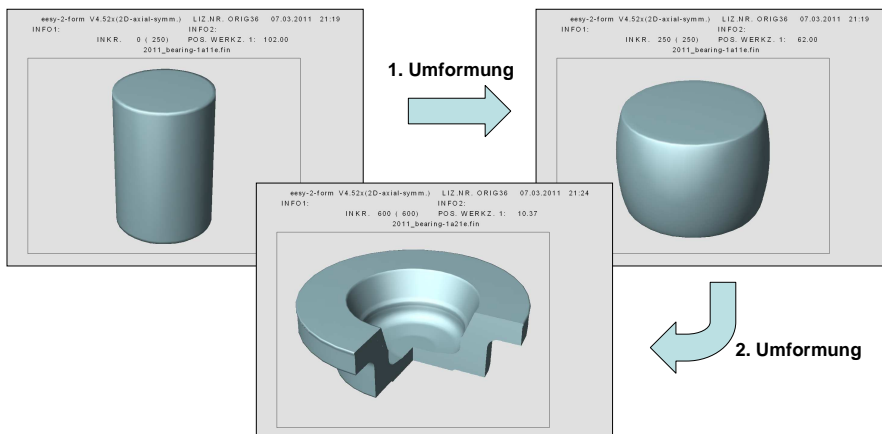 eesy-2-form V4.52x(2D-axial-symm.) LIZ.NR. ORIG36 07.03.2011 21:19
INFO1: INFO2:
INKR. 0 ( 250) POS. WERKZ. 1: 102.00
2011_bearing-1a11e.fin
1. Umformung
eesy-2-form V4.52x(2D-axial-symm.) LIZ.NR. ORIG36 07.03.2011 21:19
INFO1: INFO2:
INKR. 250 ( 250) POS. WERKZ. 1: 62.00
2011_bearing-1a11e.fin
eesy-2-form V4.52x(2D-axial-symm.) LIZ.NR. ORIG36 07.03.2011 21:24
INFO1: INFO2:
INKR. 600 ( 600) POS. WERKZ. 1: 10.37
2011_bearing-1a21e.fin
2. Umformung